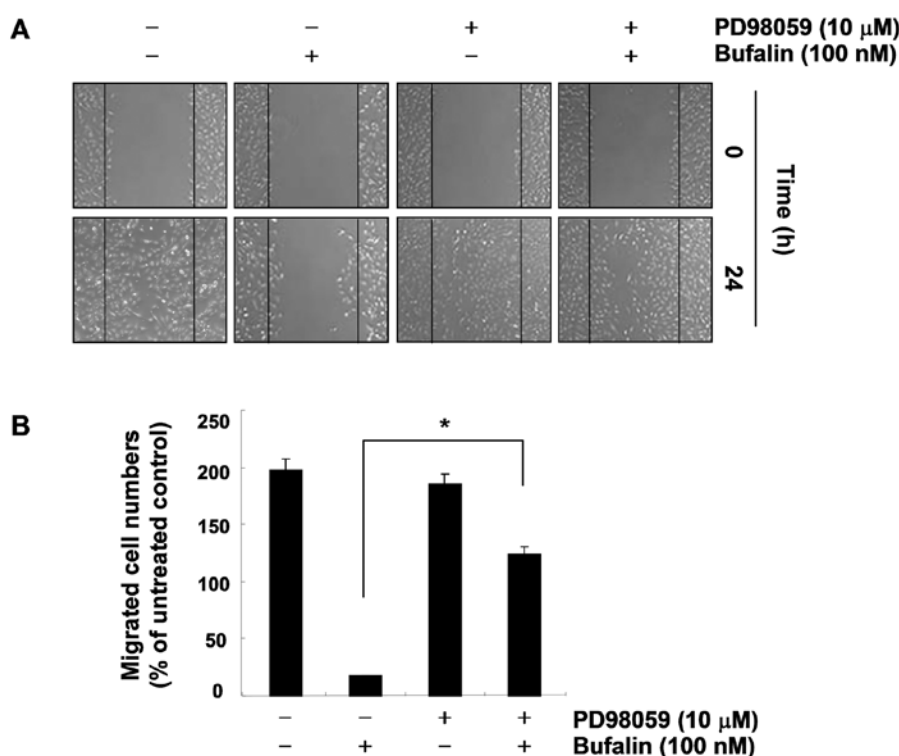 A
– – + + PD98059 (10 μM)
– + – + Bufalin (100 nM)
0
24
Time (h)
B
*
Migrated cell numbers
(% of untreated control)
250
200
150
100
50
0
– – + + PD98059 (10 μM)
– + – + Bufalin (100 nM)